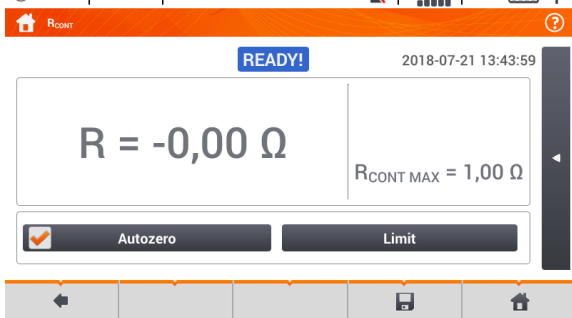 RCONT
READY!
2018-07-21 13:43:59
R = -0,00 Ω
RCONT MAX = 1,00 Ω
Autozero
Limit